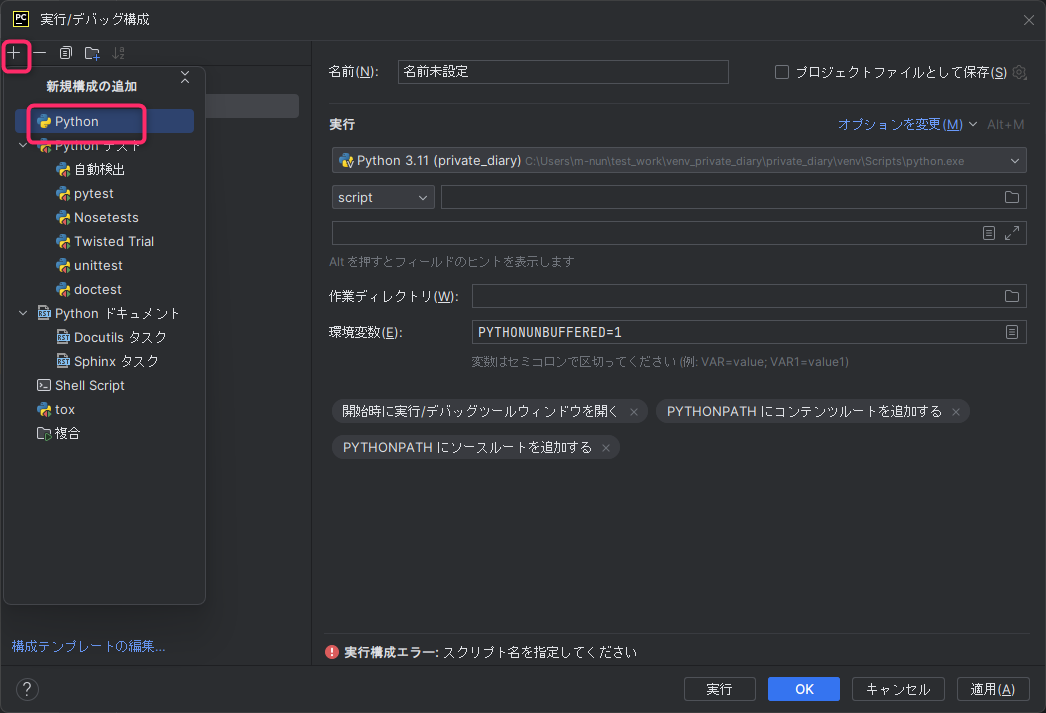 PC 実行/デバッグ構成
名前(N): 名前未設定 プロジェクトファイルとして保存(S)
新規構成の追加
Python
Python テスト
自動検出
pytest
Nosetests
Twisted Trial
unittest
doctest
Python ドキュメント
Docutils タスク
Sphinx タスク
Shell Script
tox
複合
構成テンプレートの編集...
実行 オプションを変更(M) Alt+M
Python 3.11 (private_diary) C:\Users\m-nun\test_work\venv_private_diary\private_diary\venv\Scripts\python.exe
script
Alt を押すとフィールドのヒントを表示します
作業ディレクトリ(W):
環境変数(E): PYTHONUNBUFFERED=1
変数はセミコロンで区切ってください (例: VAR=value; VAR1=value1)
開始時に実行/デバッグツールウィンドウを開く × PYTHONPATH にコンテンツルートを追加する ×
PYTHONPATH にソースルートを追加する ×
実行構成エラー: スクリプト名を指定してください
? 実行 OK キャンセル 適用(A)